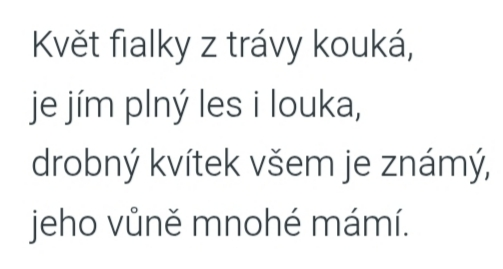 Květ fialky z trávy kouká,
je jím plný les i louka,
drobný kvítek všem je známý,
jeho vůně mnohé mámí.